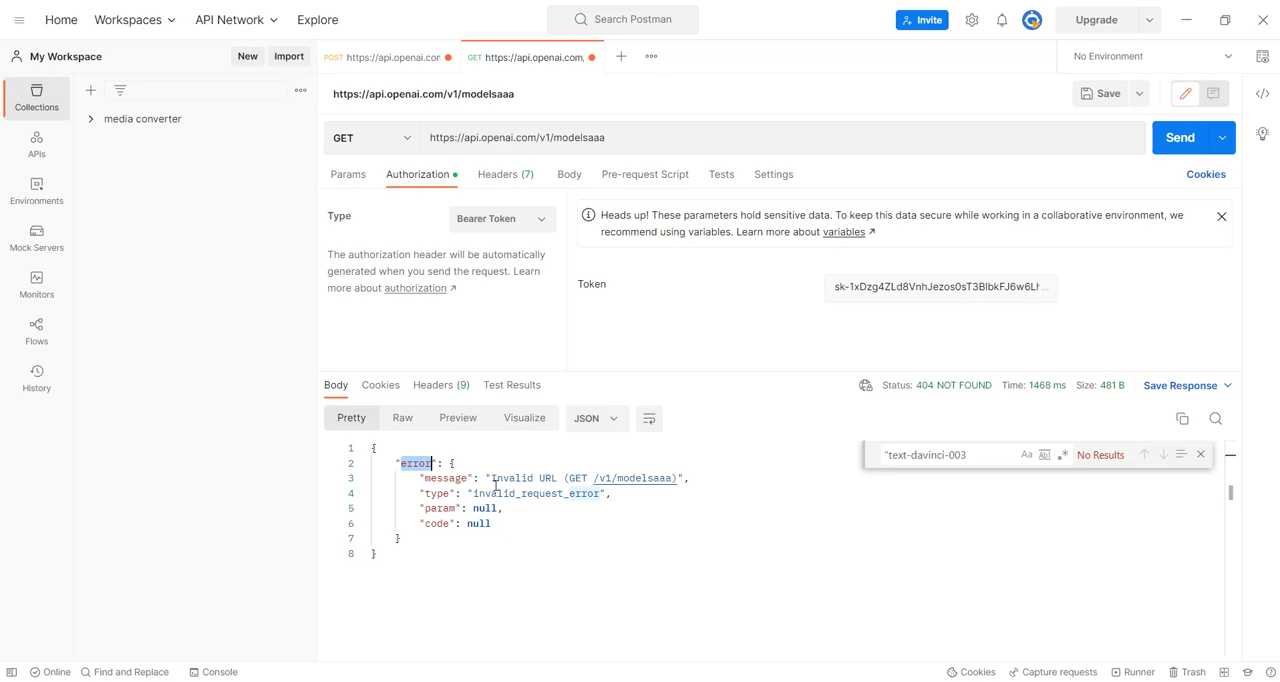 Home Workspaces API Network Explore Search Postman Invite Upgrade
My Workspace New Import POST https://api.openai.con GET https://api.openai.com, No Environment
Collections
APIs
Environments
Mock Servers
Monitors
Flows
History
media converter
https://api.openai.com/v1/modelsaaa Save
GET https://api.openai.com/v1/modelsaaa Send
Params Authorization Headers (7) Body Pre-request Script Tests Settings Cookies
Type Bearer Token
The authorization header will be automatically
generated when you send the request. Learn
more about authorization ↗
Heads up! These parameters hold sensitive data. To keep this data secure while working in a collaborative environment, we
recommend using variables. Learn more about variables ↗
Token
Body Cookies Headers (9) Test Results Status: 404 NOT FOUND Time: 1468 ms Size: 481 B Save Response
Pretty Raw Preview Visualize JSON
"text-davinci-003 Aa ab .* No Results
1 {
2 "error": {
3 "message": "Invalid URL (GET /v1/modelsaaa)",
4 "type": "invalid_request_error",
5 "param": null,
6 "code": null
7 }
8 }
Online Find and Replace Console Cookies Capture requests Runner Trash